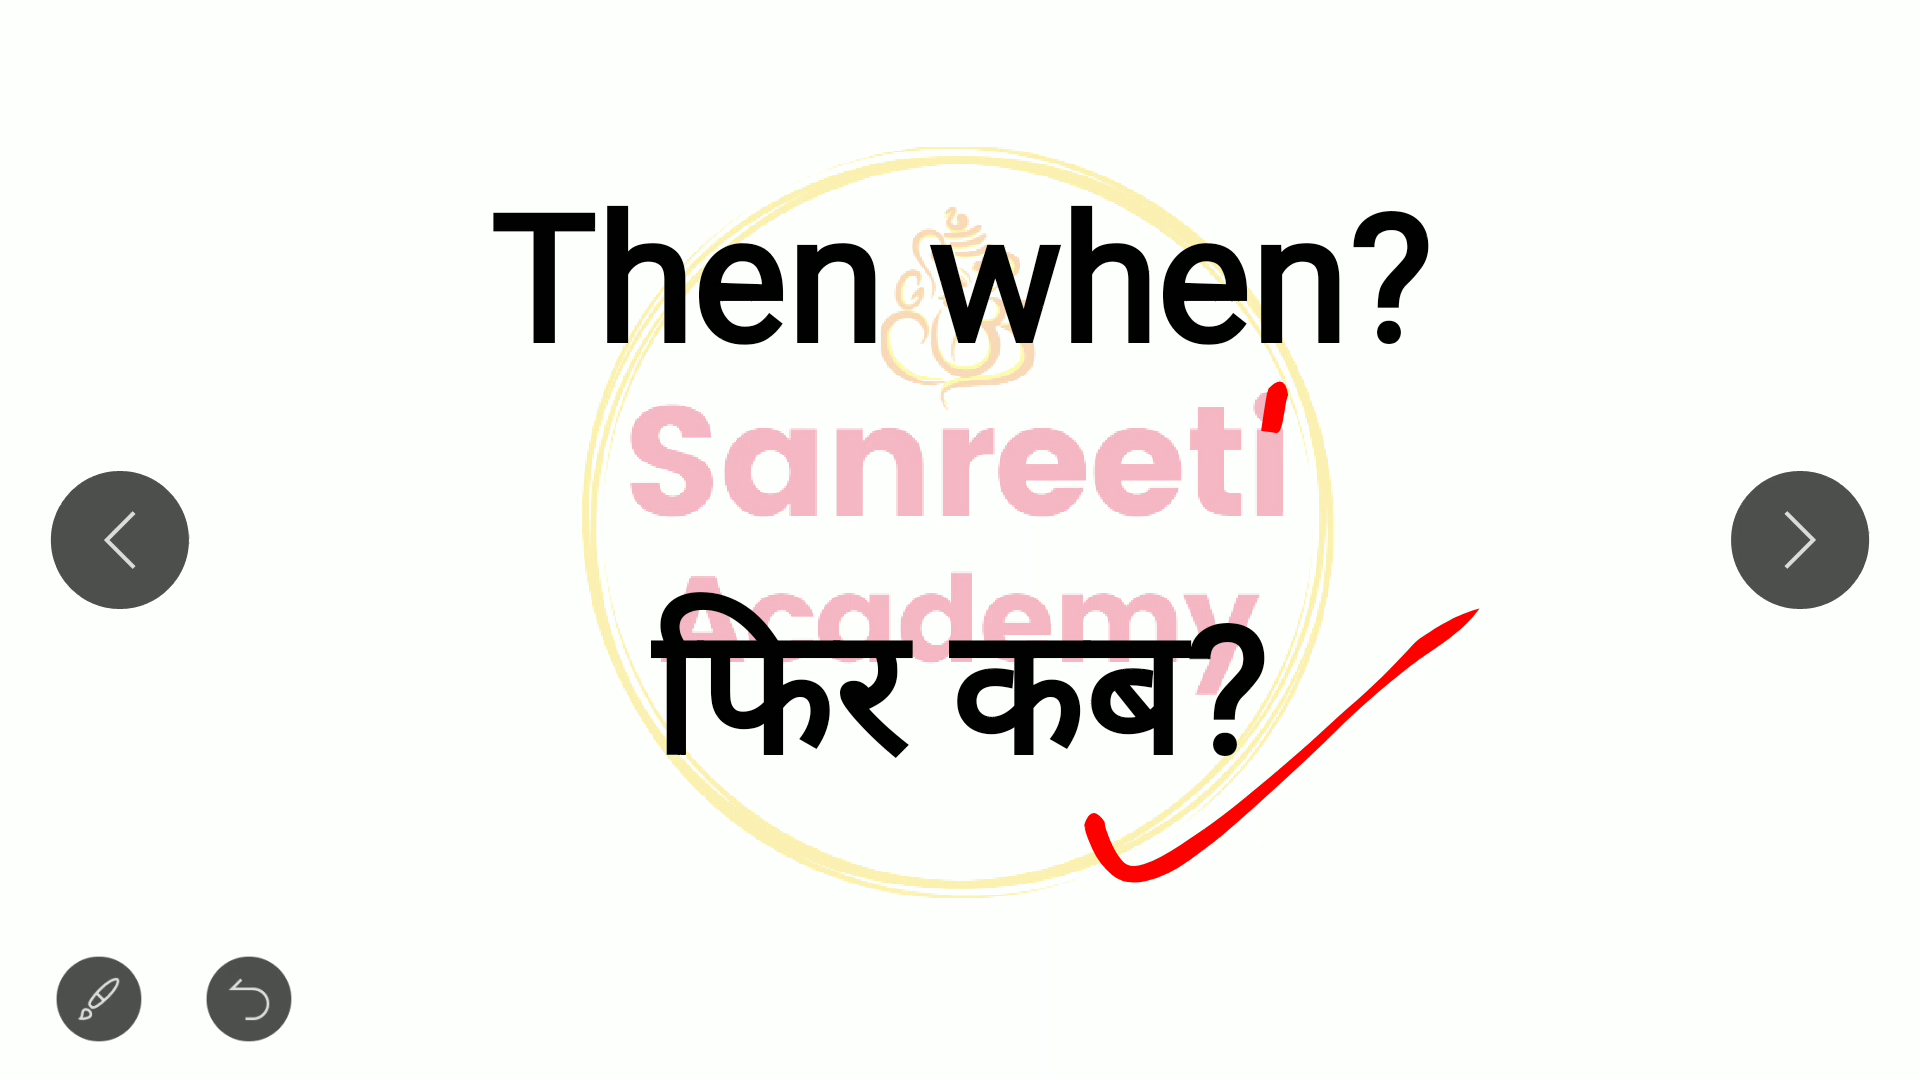 Then when?
Sanreeti
Academy
फिर कब?